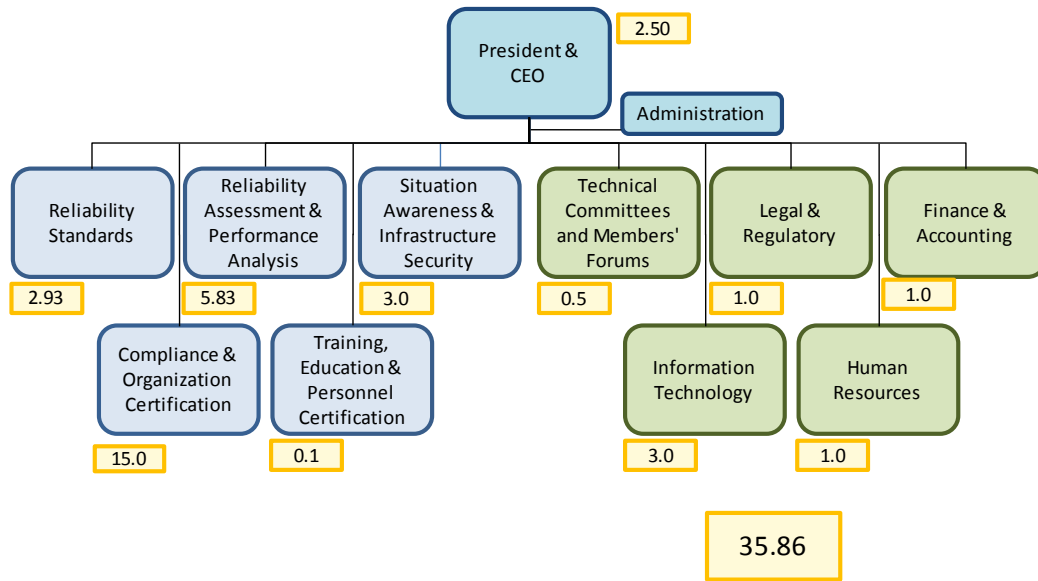 President &
CEO
2.50
Administration
Reliability
Standards
2.93
Reliability
Assessment &
Performance
Analysis
5.83
Situation
Awareness &
Infrastructure
Security
3.0
Technical
Committees
and Members'
Forums
0.5
Legal &
Regulatory
1.0
Finance &
Accounting
1.0
Compliance &
Organization
Certification
15.0
Training,
Education &
Personnel
Certification
0.1
Information
Technology
3.0
Human
Resources
1.0
35.86